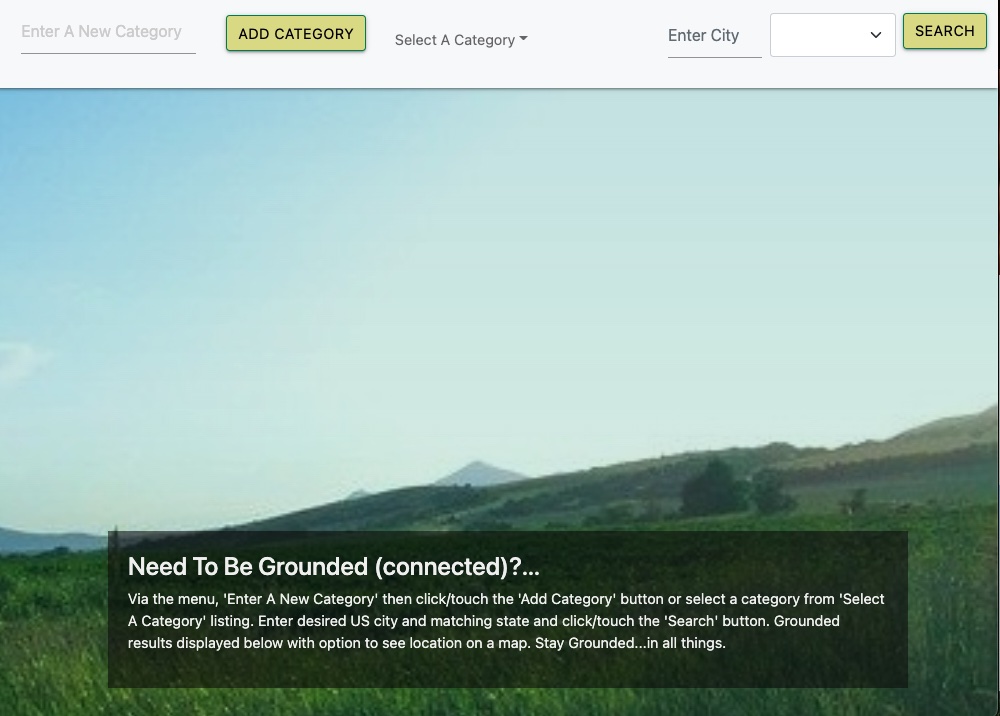 Enter A New Category
ADD CATEGORY
Select A Category
Enter City
SEARCH
Need To Be Grounded (connected)?...
Via the menu, 'Enter A New Category' then click/touch the 'Add Category' button or select a category from 'Select
A Category' listing. Enter desired US city and matching state and click/touch the 'Search' button. Grounded
results displayed below with option to see location on a map. Stay Grounded...in all things.